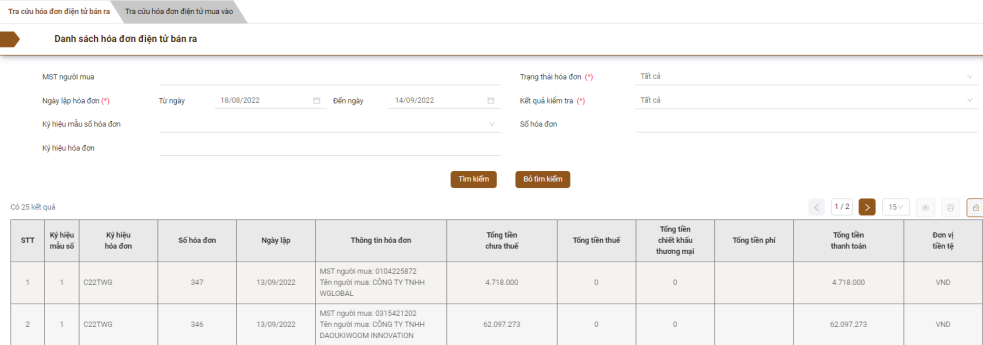 Tra cứu hóa đơn điện tử bán ra
Tra cứu hóa đơn điện tử mua vào
Danh sách hóa đơn điện tử bán ra
MST người mua
Trạng thái hóa đơn (*)
Tất cả
Ngày lập hóa đơn (*)
Từ ngày
18/08/2022
Đến ngày
14/09/2022
Kết quả kiểm tra (*)
Tất cả
Ký hiệu mẫu số hóa đơn
Số hóa đơn
Ký hiệu hóa đơn
Tìm kiếm
Bỏ tìm kiếm
Có 25 kết quả
1 / 2
15
STT
Ký hiệu
mẫu số
Ký hiệu
hóa đơn
Số hóa đơn
Ngày lập
Thông tin hóa đơn
Tổng tiền
chưa thuế
Tổng tiền thuế
Tổng tiền
chiết khấu
thương mại
Tổng tiền phí
Tổng tiền
thanh toán
Đơn vị
tiền tệ
1
1
C22TWG
347
13/09/2022
MST người mua: 0104225872
Tên người mua: CÔNG TY TNHH
WGLOBAL
4.718.000
0
0
4.718.000
VND
2
1
C22TWG
346
13/09/2022
MST người mua: 0315421202
Tên người mua: CÔNG TY TNHH
DAOUKIWOOM INNOVATION
62.097.273
0
0
62.097.273
VND